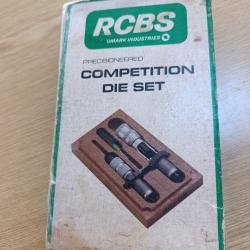 RCBS
OMARK INDUSTRIES
PRECISIONEERED
COMPETITION
DIE SET